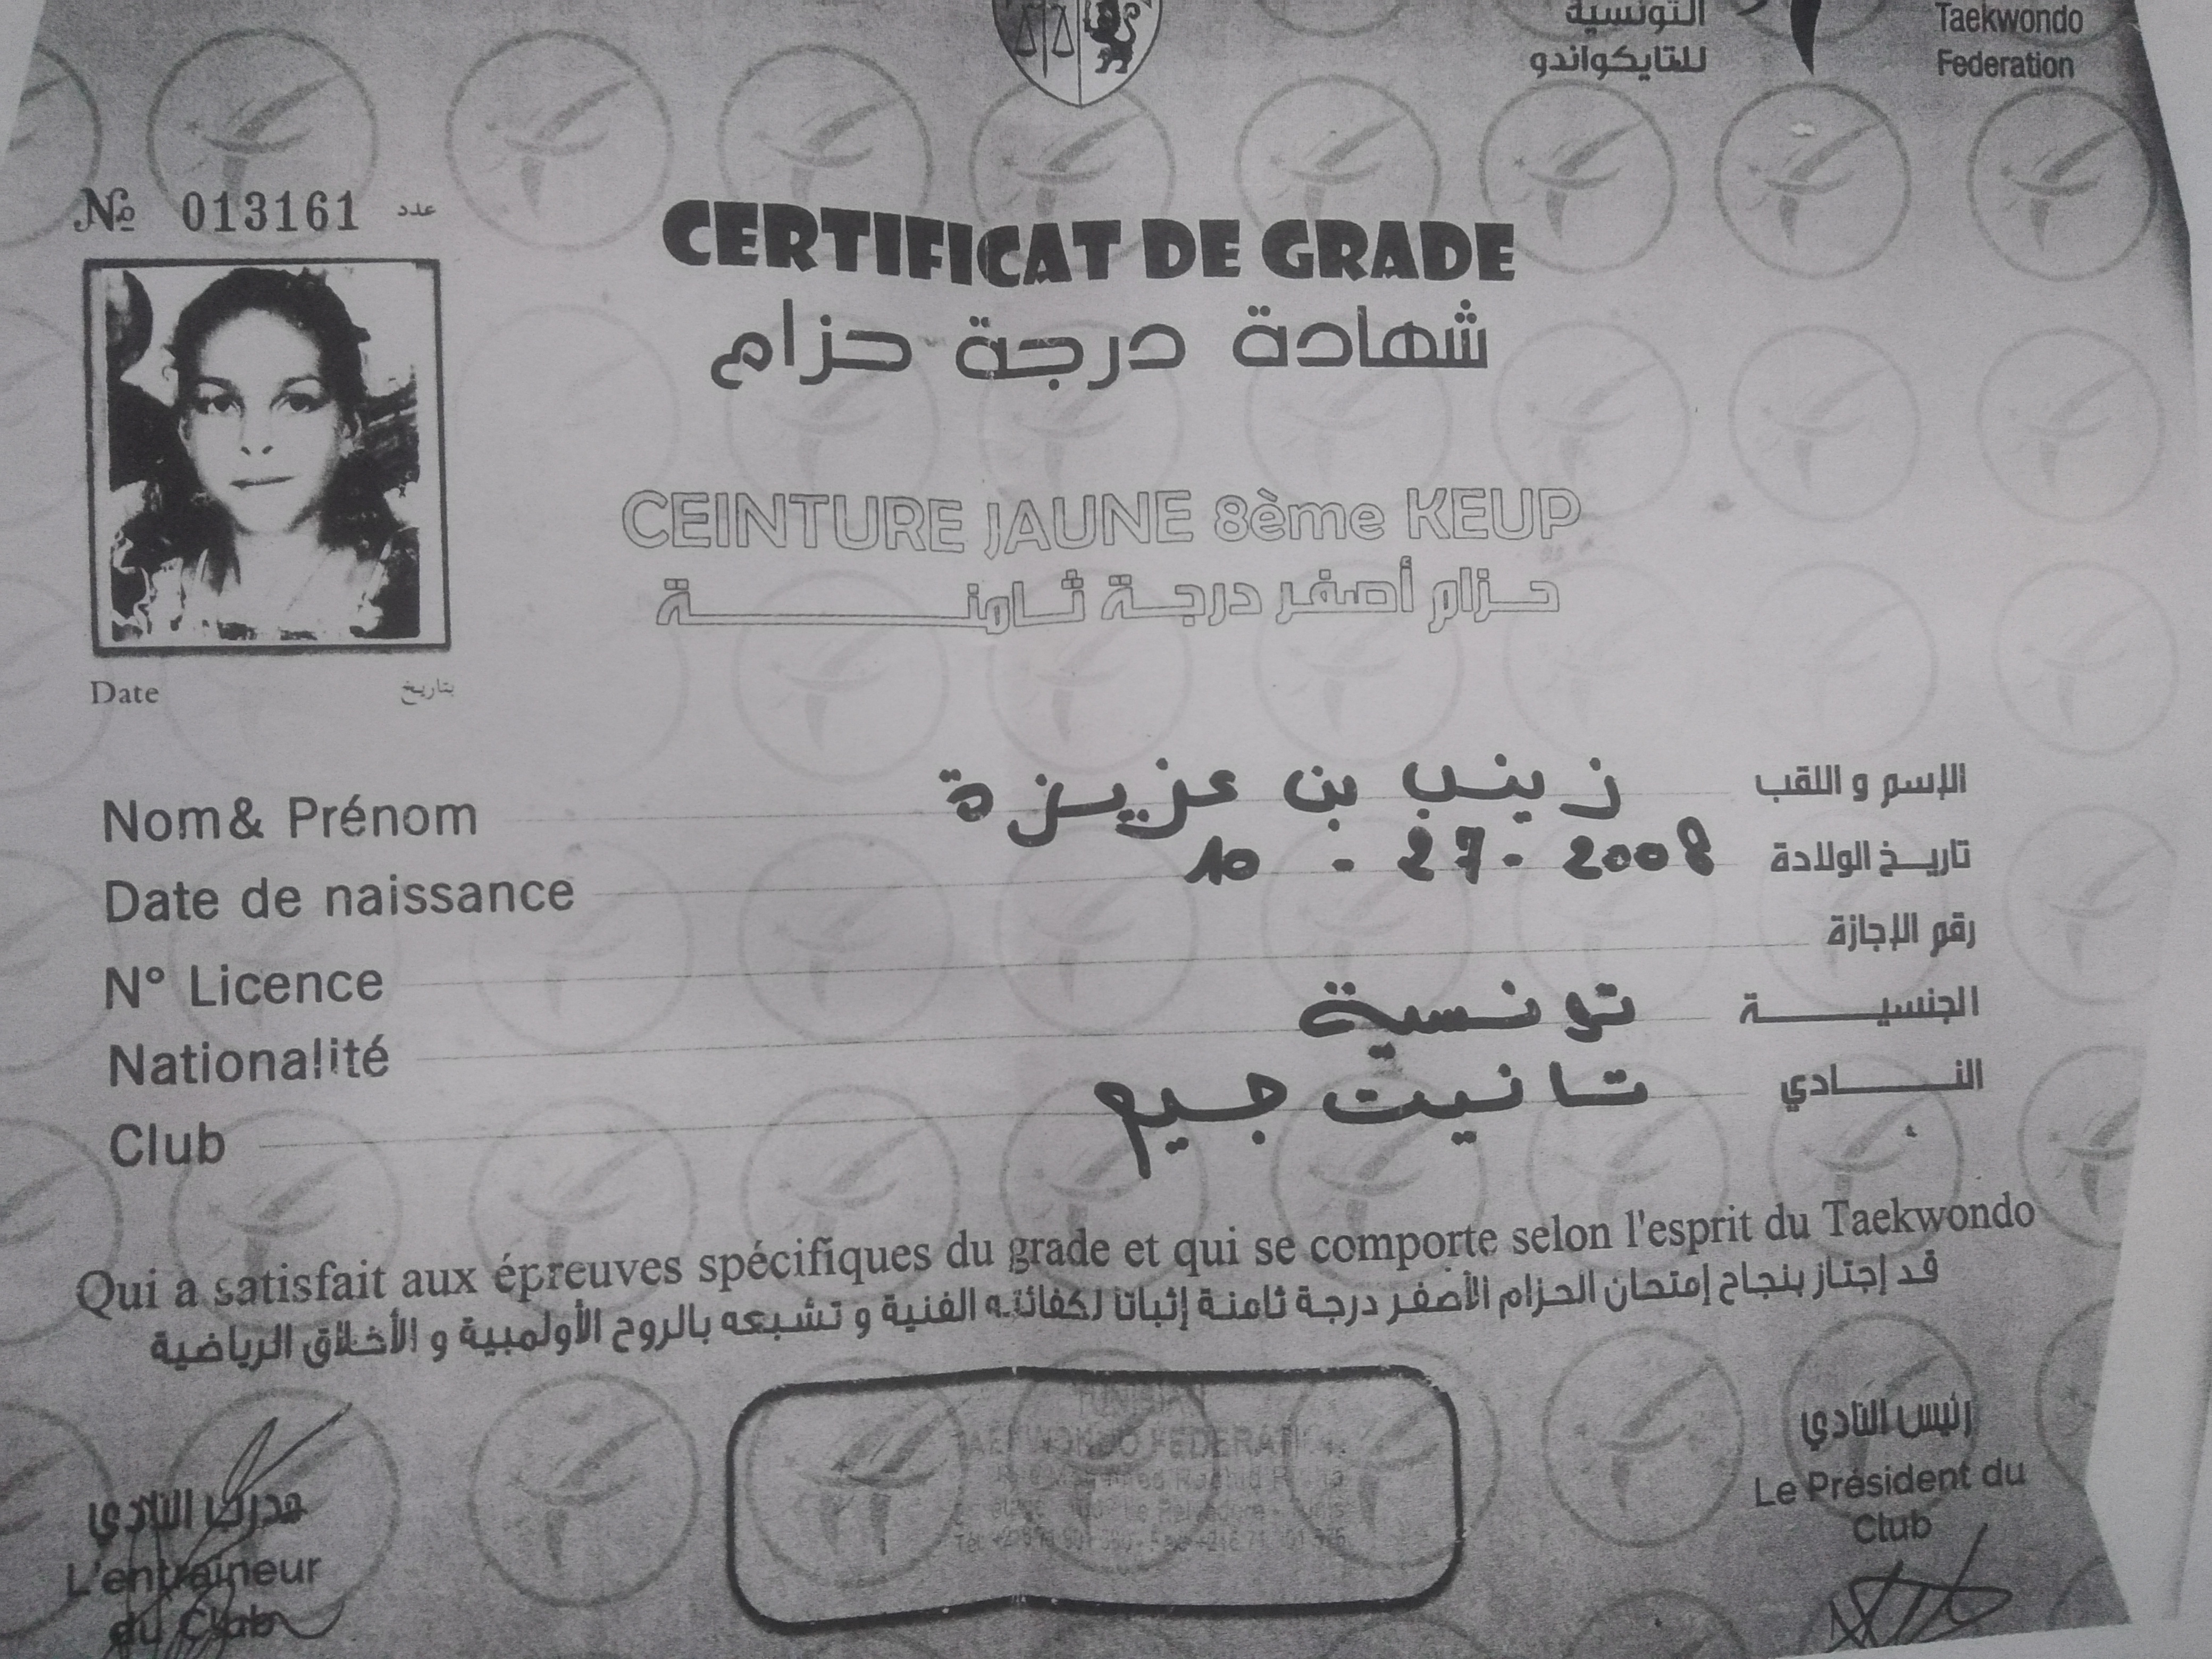 التونسية
للتايكواندو
Taekwondo
Federation
№ 013161 عدد
CERTIFICAT DE GRADE
شهادة درجة حزام
CEINTURE JAUNE 8ème KEUP
حزام أصفر درجة ثامنة
Date بتاريخ
Nom& Prénom زينب بن عزيزة الإسم و اللقب
Date de naissance 10 - 27 - 2008 تاريخ الولادة
N° Licence رقم الإجازة
Nationalité تونسية الجنسية
Club تانيت جيم النادي
Qui a satisfait aux épreuves spécifiques du grade et qui se comporte selon l'esprit du Taekwondo
قد إجتاز بنجاح إمتحان الحزام الأصفر درجة ثامنة إثباتا لكفائته الفنية و تشبعه بالروح الأولمبية و الأخلاق الرياضية
TUNISIAN
TAEKWONDO FEDERATION
مدرب النادي
L'entraineur
du Club
رئيس النادي
Le Président du
Club